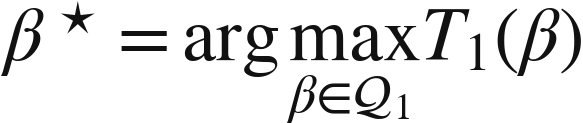 β ⋆ = arg max T₁(β)
β∈𝒬₁